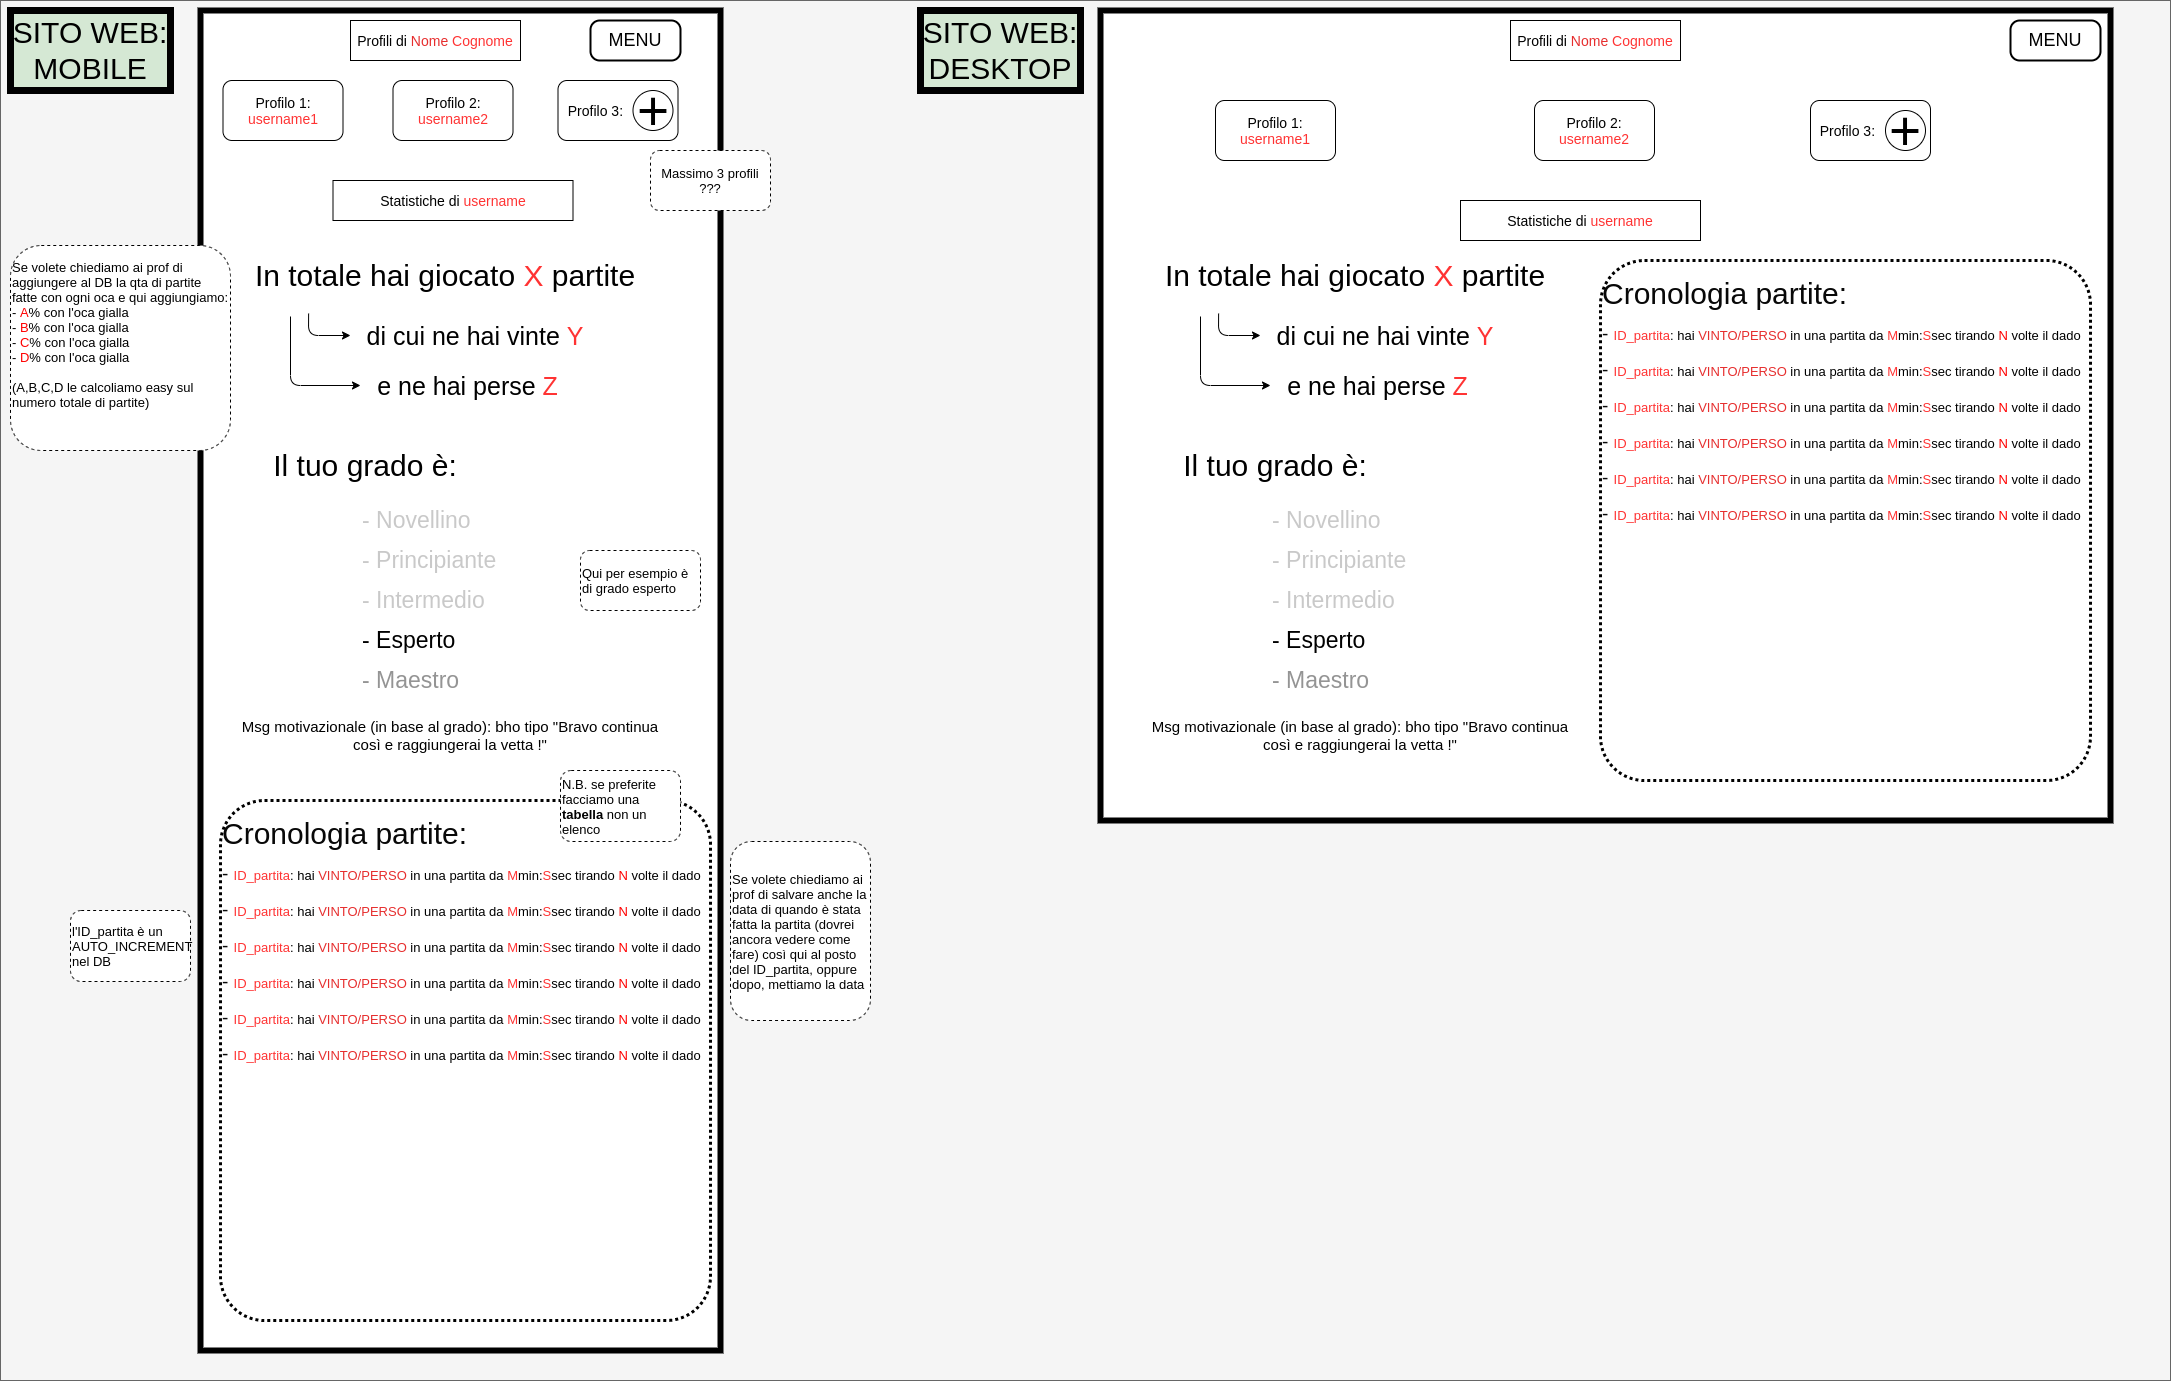 SITO WEB:
MOBILE
Profili di Nome Cognome
MENU
Profilo 1:
username1
Profilo 2:
username2
Profilo 3:
Massimo 3 profili
???
Statistiche di username
Se volete chiediamo ai prof di
aggiungere al DB la qta di partite
fatte con ogni oca e qui aggiungiamo:
- A% con l'oca gialla
- B% con l'oca gialla
- C% con l'oca gialla
- D% con l'oca gialla
(A,B,C,D le calcoliamo easy sul
numero totale di partite)
In totale hai giocato X partite
di cui ne hai vinte Y
e ne hai perse Z
Il tuo grado è:
- Novellino
- Principiante
- Intermedio
- Esperto
- Maestro
Qui per esempio è
di grado esperto
Msg motivazionale (in base al grado): bho tipo "Bravo continua
così e raggiungerai la vetta !"
N.B. se preferite
facciamo una
tabella non un
elenco
Cronologia partite:
- ID_partita: hai VINTO/PERSO in una partita da Mmin:Ssec tirando N volte il dado
- ID_partita: hai VINTO/PERSO in una partita da Mmin:Ssec tirando N volte il dado
- ID_partita: hai VINTO/PERSO in una partita da Mmin:Ssec tirando N volte il dado
- ID_partita: hai VINTO/PERSO in una partita da Mmin:Ssec tirando N volte il dado
- ID_partita: hai VINTO/PERSO in una partita da Mmin:Ssec tirando N volte il dado
- ID_partita: hai VINTO/PERSO in una partita da Mmin:Ssec tirando N volte il dado
l'ID_partita è un
AUTO_INCREMENT
nel DB
Se volete chiediamo ai
prof di salvare anche la
data di quando è stata
fatta la partita (dovrei
ancora vedere come
fare) così qui al posto
del ID_partita, oppure
dopo, mettiamo la data
SITO WEB:
DESKTOP
Profili di Nome Cognome
MENU
Profilo 1:
username1
Profilo 2:
username2
Profilo 3:
Statistiche di username
In totale hai giocato X partite
di cui ne hai vinte Y
e ne hai perse Z
Il tuo grado è:
- Novellino
- Principiante
- Intermedio
- Esperto
- Maestro
Msg motivazionale (in base al grado): bho tipo "Bravo continua
così e raggiungerai la vetta !"
Cronologia partite:
- ID_partita: hai VINTO/PERSO in una partita da Mmin:Ssec tirando N volte il dado
- ID_partita: hai VINTO/PERSO in una partita da Mmin:Ssec tirando N volte il dado
- ID_partita: hai VINTO/PERSO in una partita da Mmin:Ssec tirando N volte il dado
- ID_partita: hai VINTO/PERSO in una partita da Mmin:Ssec tirando N volte il dado
- ID_partita: hai VINTO/PERSO in una partita da Mmin:Ssec tirando N volte il dado
- ID_partita: hai VINTO/PERSO in una partita da Mmin:Ssec tirando N volte il dado